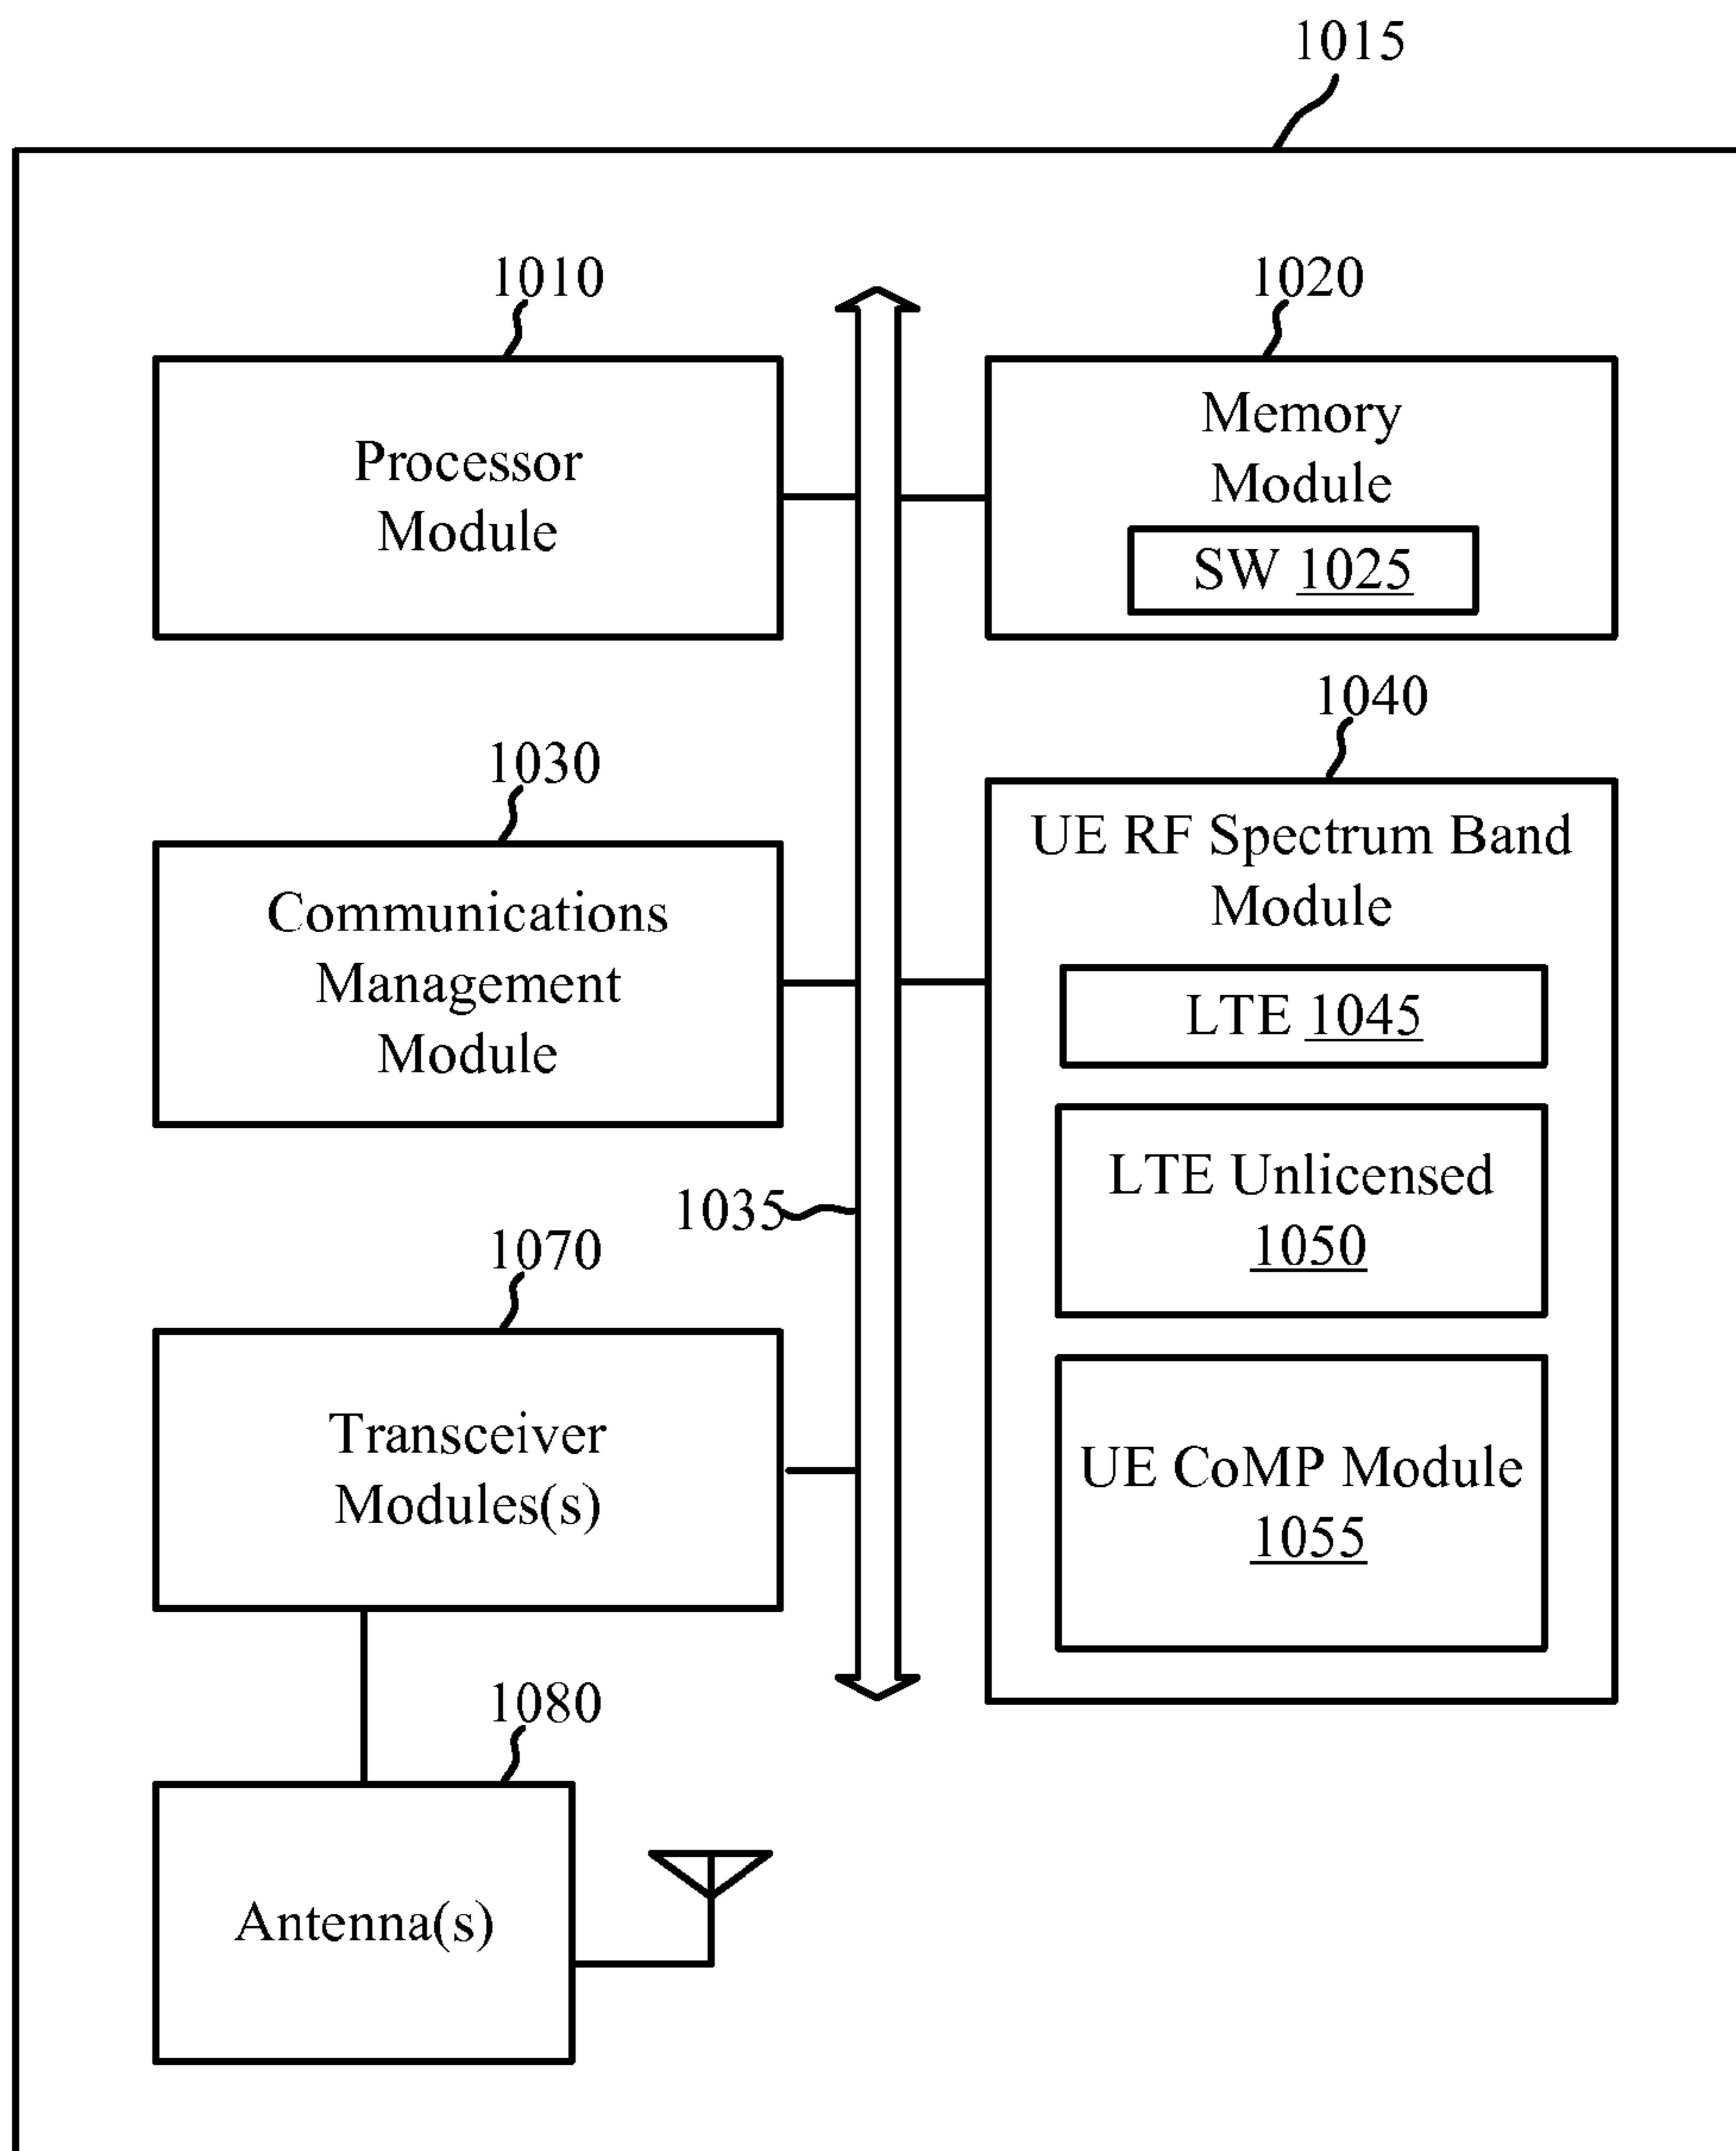 1015
1010
1020
Processor
Module
Memory
Module
SW 1025
1030
1040
Communications
Management
Module
UE RF Spectrum Band
Module
LTE 1045
LTE Unlicensed
1050
1035
1070
Transceiver
Modules(s)
UE CoMP Module
1055
1080
Antenna(s)